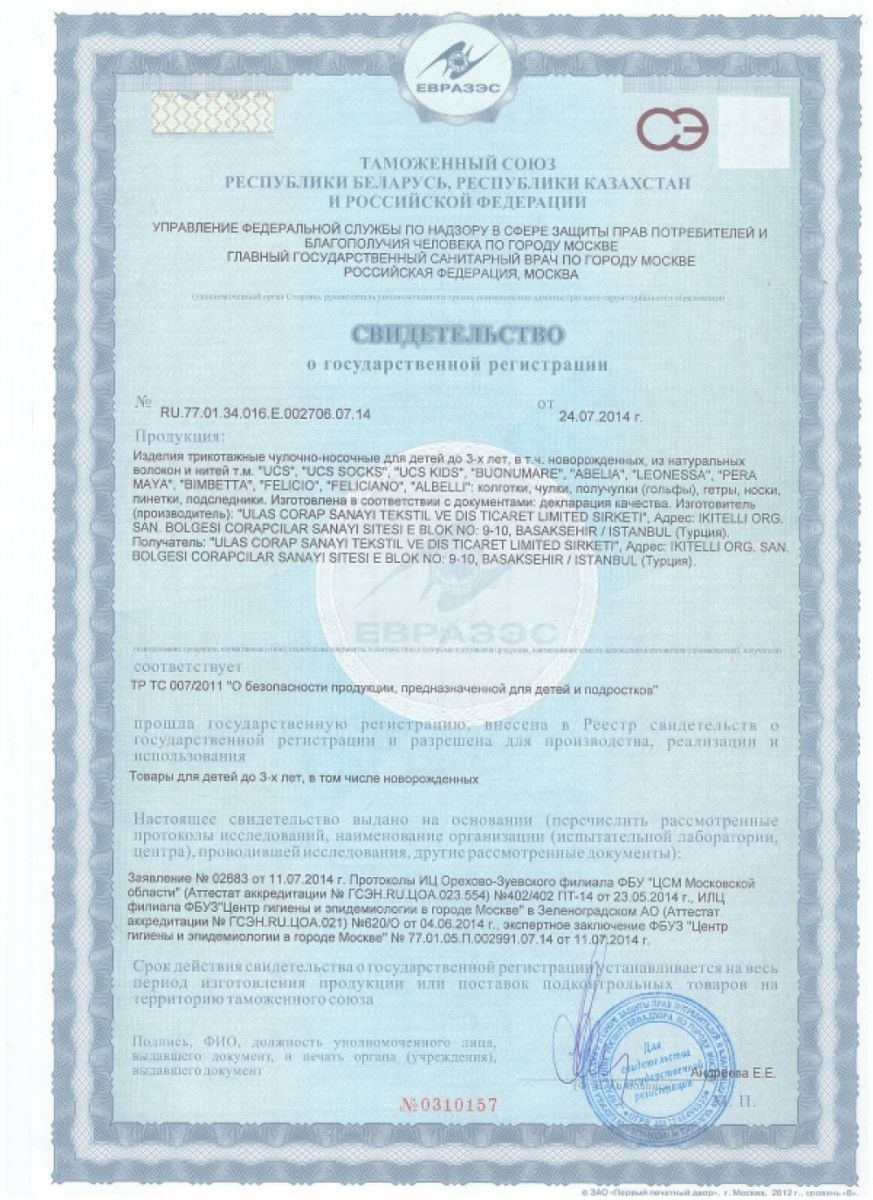 ЕВРАЗЭС
СЭ
ТАМОЖЕННЫЙ СОЮЗ
РЕСПУБЛИКИ БЕЛАРУСЬ, РЕСПУБЛИКИ КАЗАХСТАН
И РОССИЙСКОЙ ФЕДЕРАЦИИ
УПРАВЛЕНИЕ ФЕДЕРАЛЬНОЙ СЛУЖБЫ ПО НАДЗОРУ В СФЕРЕ ЗАЩИТЫ ПРАВ ПОТРЕБИТЕЛЕЙ И
БЛАГОПОЛУЧИЯ ЧЕЛОВЕКА ПО ГОРОДУ МОСКВЕ
ГЛАВНЫЙ ГОСУДАРСТВЕННЫЙ САНИТАРНЫЙ ВРАЧ ПО ГОРОДУ МОСКВЕ
РОССИЙСКАЯ ФЕДЕРАЦИЯ, МОСКВА
(уполномоченный орган Стороны, руководитель уполномоченного органа, наименование административно-территориального образования)
СВИДЕТЕЛЬСТВО
о государственной регистрации
№ RU.77.01.34.016.E.002706.07.14 от 24.07.2014 г.
Продукция:
Изделия трикотажные чулочно-носочные для детей до 3-х лет, в т.ч. новорожденных, из натуральных
волокон и нитей т.м. "UCS", "UCS SOCKS", "UCS KIDS", "BUONUMARE", "ABELIA", "LEONESSA", "PERA
MAYA", "BIMBETTA", "FELICIO", "FELICIANO", "ALBELLI": колготки, чулки, получулки (гольфы), гетры, носки,
пинетки, подследники. Изготовлена в соответствии с документами: декларация качества. Изготовитель
(производитель): "ULAS CORAP SANAYI TEKSTIL VE DIS TICARET LIMITED SIRKETI", Адрес: IKITELLI ORG.
SAN. BOLGESI CORAPCILAR SANAYI SITESI E BLOK NO: 9-10, BASAKSEHIR / ISTANBUL (Турция).
Получатель: "ULAS CORAP SANAYI TEKSTIL VE DIS TICARET LIMITED SIRKETI", Адрес: IKITELLI ORG. SAN.
BOLGESI CORAPCILAR SANAYI SITESI E BLOK NO: 9-10, BASAKSEHIR / ISTANBUL (Турция).
ЕВРАЗЭС
соответствует
ТР ТС 007/2011 "О безопасности продукции, предназначенной для детей и подростков"
прошла государственную регистрацию, внесена в Реестр свидетельств о
государственной регистрации и разрешена для производства, реализации и
использования
Товары для детей до 3-х лет, в том числе новорожденных
Настоящее свидетельство выдано на основании (перечислить рассмотренные
протоколы исследований, наименование организации (испытательной лаборатории,
центра), проводившей исследования, другие рассмотренные документы):
Заявление № 02683 от 11.07.2014 г. Протоколы ИЦ Орехово-Зуевского филиала ФБУ "ЦСМ Московской
области" (Аттестат аккредитации № ГСЭН.RU.ЦОА.023.554) №402/402 ПТ-14 от 23.05.2014 г., ИЛЦ
филиала ФБУЗ"Центр гигиены и эпидемиологии в городе Москве" в Зеленоградском АО (Аттестат
аккредитации № ГСЭН.RU.ЦОА.021) №620/О от 04.06.2014 г., экспертное заключение ФБУЗ "Центр
гигиены и эпидемиологии в городе Москве" № 77.01.05.П.002991.07.14 от 11.07.2014 г.
Срок действия свидетельства о государственной регистрации устанавливается на весь
период изготовления продукции или поставок подконтрольных товаров на
территорию таможенного союза
Подпись, ФИО, должность уполномоченного лица,
выдавшего документ, и печать органа (учреждения),
выдавшего документ
Для
свидетельства
о государственной
регистрации
Андреева Е.Е.
М. П.
№0310157
© ЗАО «Первый печатный двор», г. Москва, 2012 г., уровень «В».